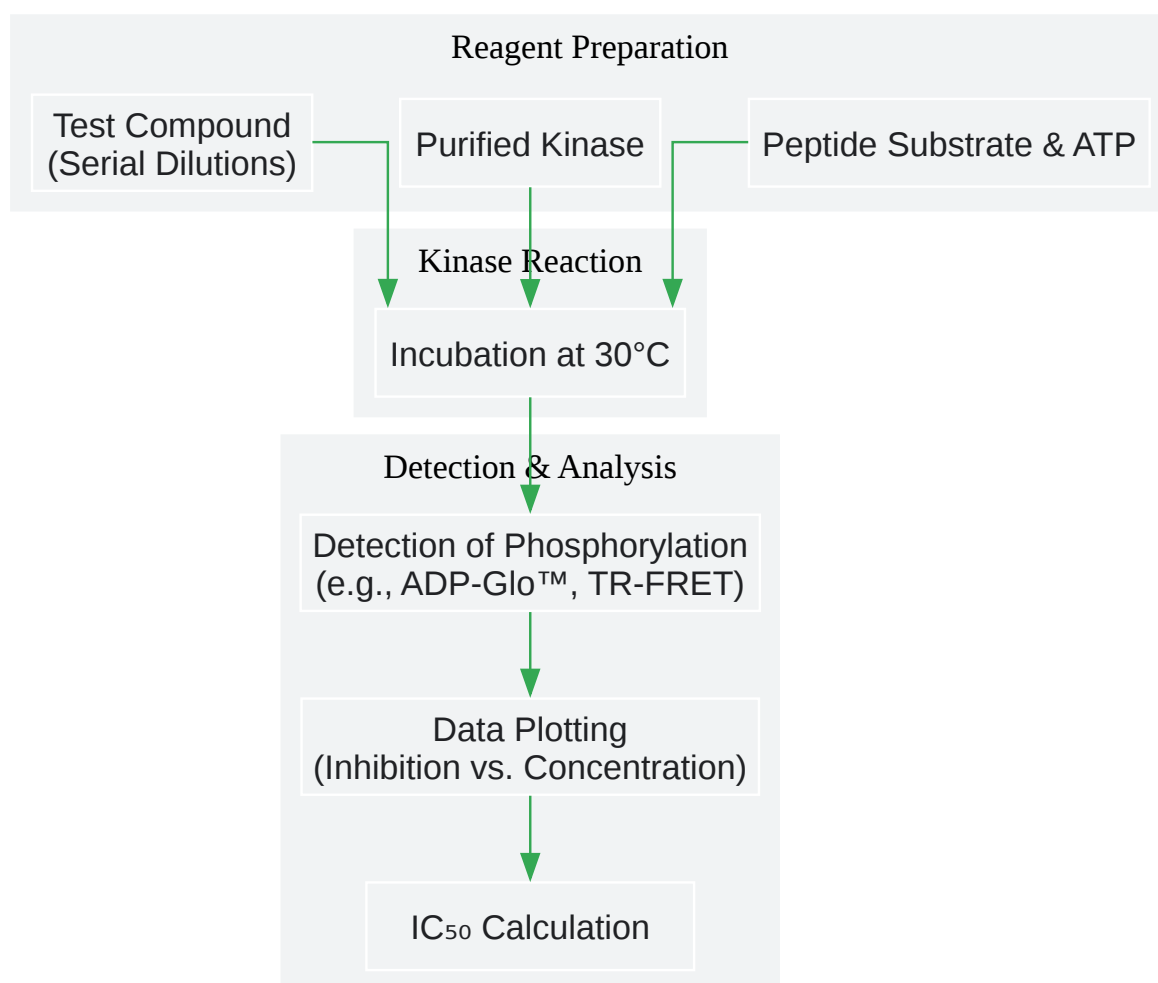 Reagent Preparation
Test Compound
(Serial Dilutions)
Purified Kinase
Peptide Substrate & ATP
Kinase Reaction
Incubation at 30°C
Detection & Analysis
Detection of Phosphorylation
(e.g., ADP-Glo™, TR-FRET)
Data Plotting
(Inhibition vs. Concentration)
IC₅₀ Calculation